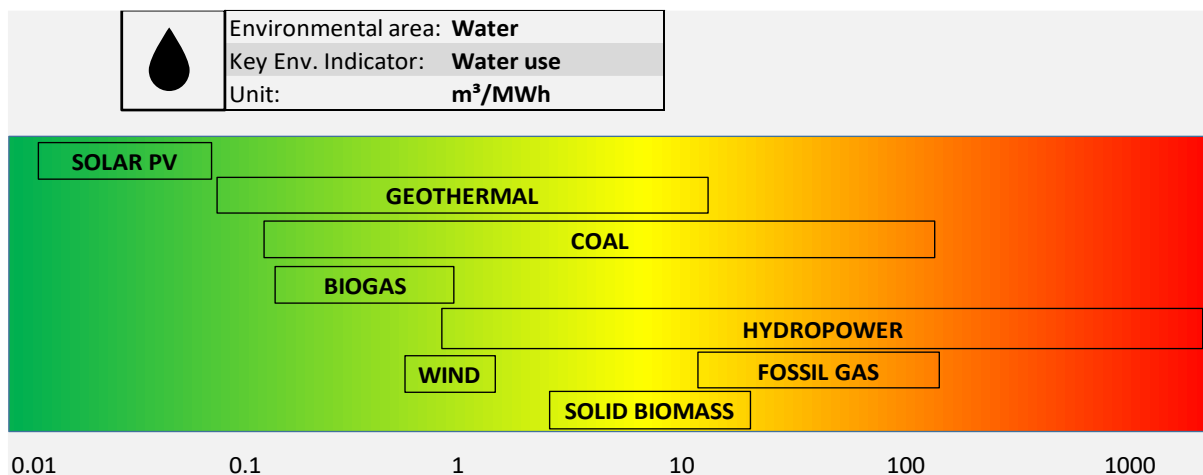 Environmental area: Water
Key Env. Indicator: Water use
Unit: m³/MWh
SOLAR PV
GEOTHERMAL
COAL
BIOGAS
HYDROPOWER
WIND FOSSIL GAS
SOLID BIOMASS
0.01 0.1 1 10 100 1000